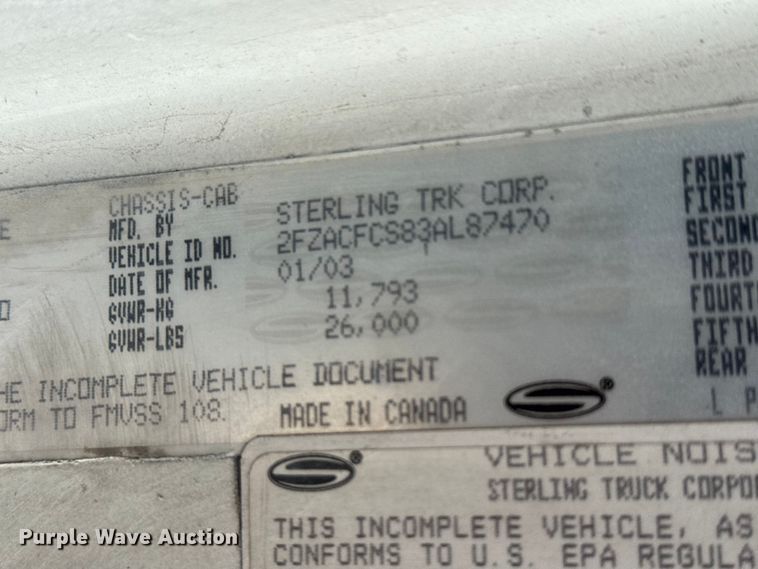 CHASSIS-CAB
MFD. BY STERLING TRK CORP.
VEHICLE ID NO. 2FZACFCS83AL87470
DATE OF MFR. 01/03
GVWR-KG 11,793
GVWR-LBS 26,000
FRONT
FIRST
SECOND
THIRD
FOURTH
FIFTH
REAR
HE INCOMPLETE VEHICLE DOCUMENT
ORM TO FMVSS 108.
MADE IN CANADA
®
L P
®
VEHICLE NOIS
STERLING TRUCK CORPO
THIS INCOMPLETE VEHICLE, AS
CONFORMS TO U.S. EPA REGULA
Purple Wave Auction